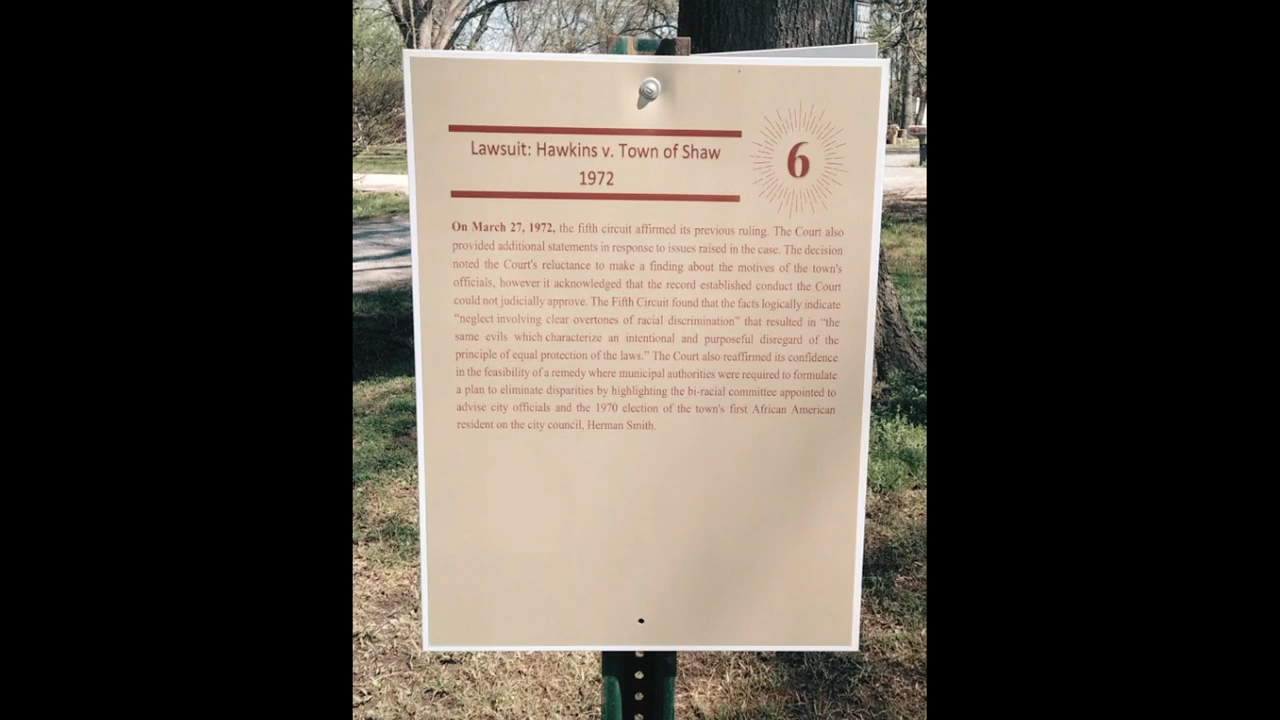 Lawsuit: Hawkins v. Town of Shaw
1972
6
On March 27, 1972, the fifth circuit affirmed its previous ruling. The Court also
provided additional statements in response to issues raised in the case. The decision
noted the Court's reluctance to make a finding about the motives of the town's
officials, however it acknowledged that the record established conduct the Court
could not judicially approve. The Fifth Circuit found that the facts logically indicate
“neglect involving clear overtones of racial discrimination” that resulted in “the
same evils which characterize an intentional and purposeful disregard of the
principle of equal protection of the laws.” The Court also reaffirmed its confidence
in the feasibility of a remedy where municipal authorities were required to formulate
a plan to eliminate disparities by highlighting the bi-racial committee appointed to
advise city officials and the 1970 election of the town's first African American
resident on the city council, Herman Smith.